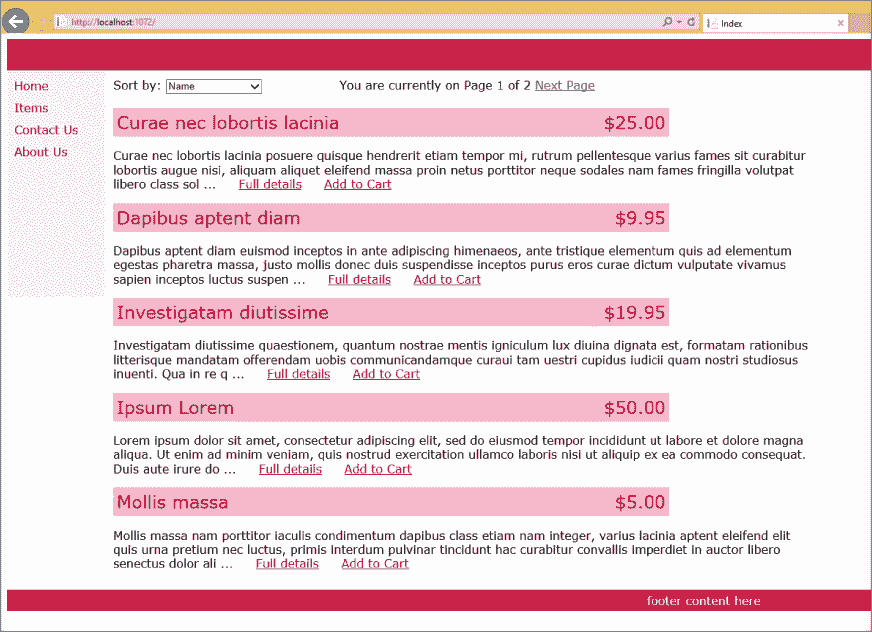 http://localhost:1072/
Index
x
Home
Items
Contact Us
About Us
Sort by: Name
You are currently on Page 1 of 2 Next Page
Curae nec lobortis lacinia $25.00
Curae nec lobortis lacinia posuere quisque hendrerit etiam tempor mi, rutrum pellentesque varius fames sit curabitur
lobortis augue nisi, aliquam aliquet eleifend massa proin netus porttitor neque sodales nam fames fringilla volutpat
libero class sol ... Full details Add to Cart
Dapibus aptent diam $9.95
Dapibus aptent diam euismod inceptos in ante adipiscing himenaeos, ante tristique elementum quis ad elementum
egestas pharetra massa, justo mollis donec duis suspendisse inceptos purus eros curae dictum vulputate vivamus
sapien inceptos luctus suspen ... Full details Add to Cart
Investigatam diutissime $19.95
Investigatam diutissime quaestionem, quantum nostrae mentis igniculum lux diuina dignata est, formatam rationibus
litterisque mandatam offerendam uobis communicandamque curaui tam uestri cupidus iudicii quam nostri studiosus
inuenti. Qua in re q ... Full details Add to Cart
Ipsum Lorem $50.00
Lorem ipsum dolor sit amet, consectetur adipiscing elit, sed do eiusmod tempor incididunt ut labore et dolore magna
aliqua. Ut enim ad minim veniam, quis nostrud exercitation ullamco laboris nisi ut aliquip ex ea commodo consequat.
Duis aute irure do ... Full details Add to Cart
Mollis massa $5.00
Mollis massa nam porttitor iaculis condimentum dapibus class etiam nam integer, varius lacinia aptent eleifend elit
quis urna pretium nec luctus, primis interdum pulvinar tincidunt hac curabitur convallis imperdiet in auctor libero
senectus dolor ali ... Full details Add to Cart
footer content here